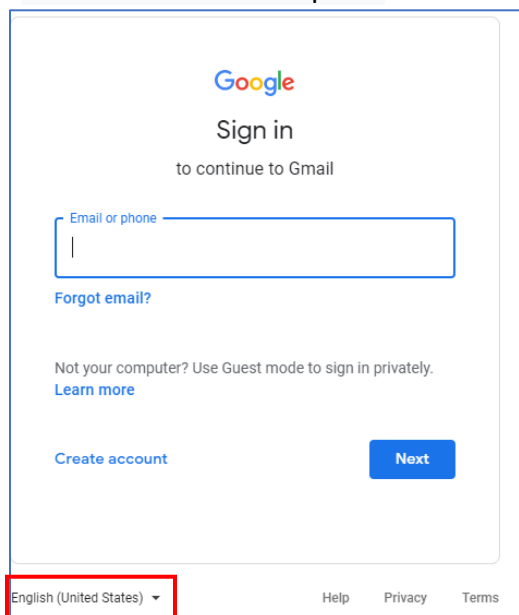 Google
Sign in
to continue to Gmail
Email or phone
Forgot email?
Not your computer? Use Guest mode to sign in privately.
Learn more
Create account
Next
English (United States)
Help
Privacy
Terms